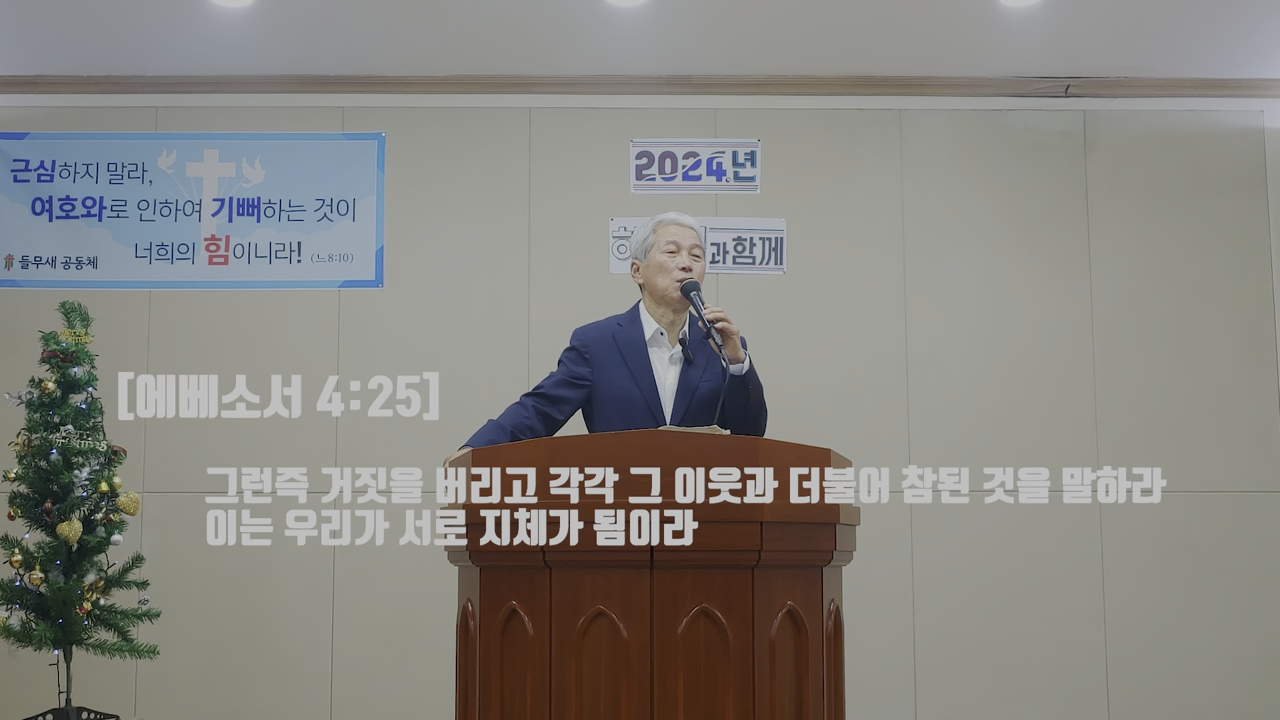 근심하지 말라,
여호와로 인하여 기뻐하는 것이
너희의 힘이니라! (느8:10)
들무새 공동체
2024년
과함께
[에베소서 4:25]
그런즉 거짓을 버리고 각각 그 이웃과 더불어 참된 것을 말하라
이는 우리가 서로 지체가 됨이라